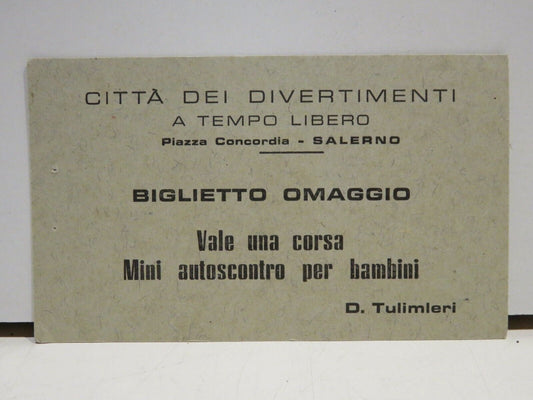 CITTÀ DEI DIVERTIMENTI
A TEMPO LIBERO
Piazza Concordia - SALERNO
BIGLIETTO OMAGGIO
Vale una corsa
Mini autoscontro per bambini
D. Tulimieri